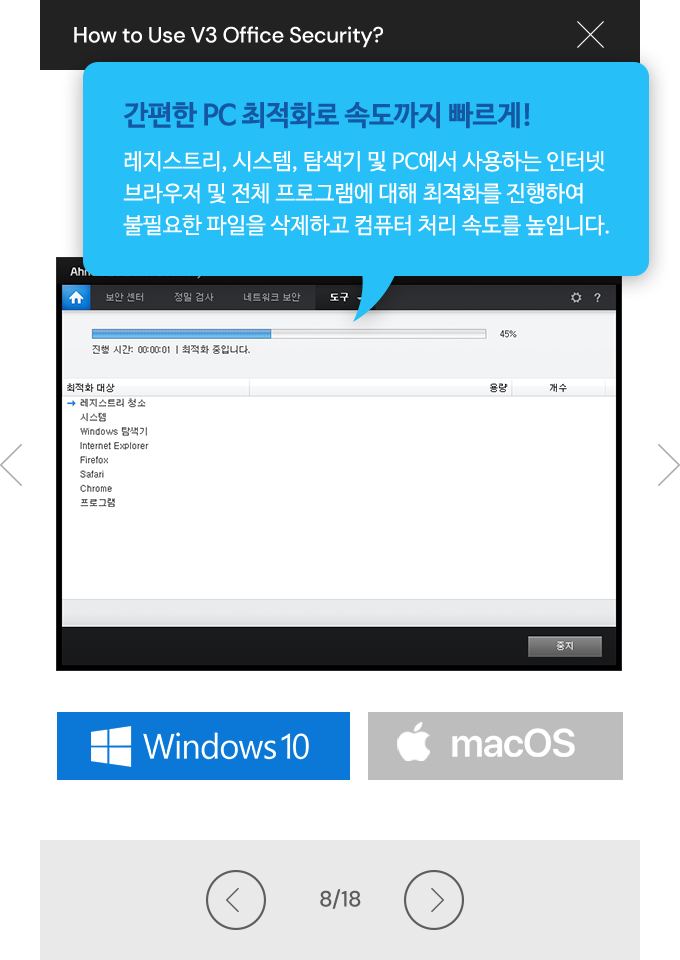 How to Use V3 Office Security?
간편한 PC 최적화로 속도까지 빠르게!
레지스트리, 시스템, 탐색기 및 PC에서 사용하는 인터넷
브라우저 및 전체 프로그램에 대해 최적화를 진행하여
불필요한 파일을 삭제하고 컴퓨터 처리 속도를 높입니다.
보안 센터 정밀 검사 네트워크 보안 도구 ?
45%
진행 시간: 00:00:01 | 최적화 중입니다.
최적화 대상 용량 개수
→ 레지스트리 청소
시스템
Windows 탐색기
Internet Explorer
Firefox
Safari
Chrome
프로그램
중지
Windows 10 macOS
8/18